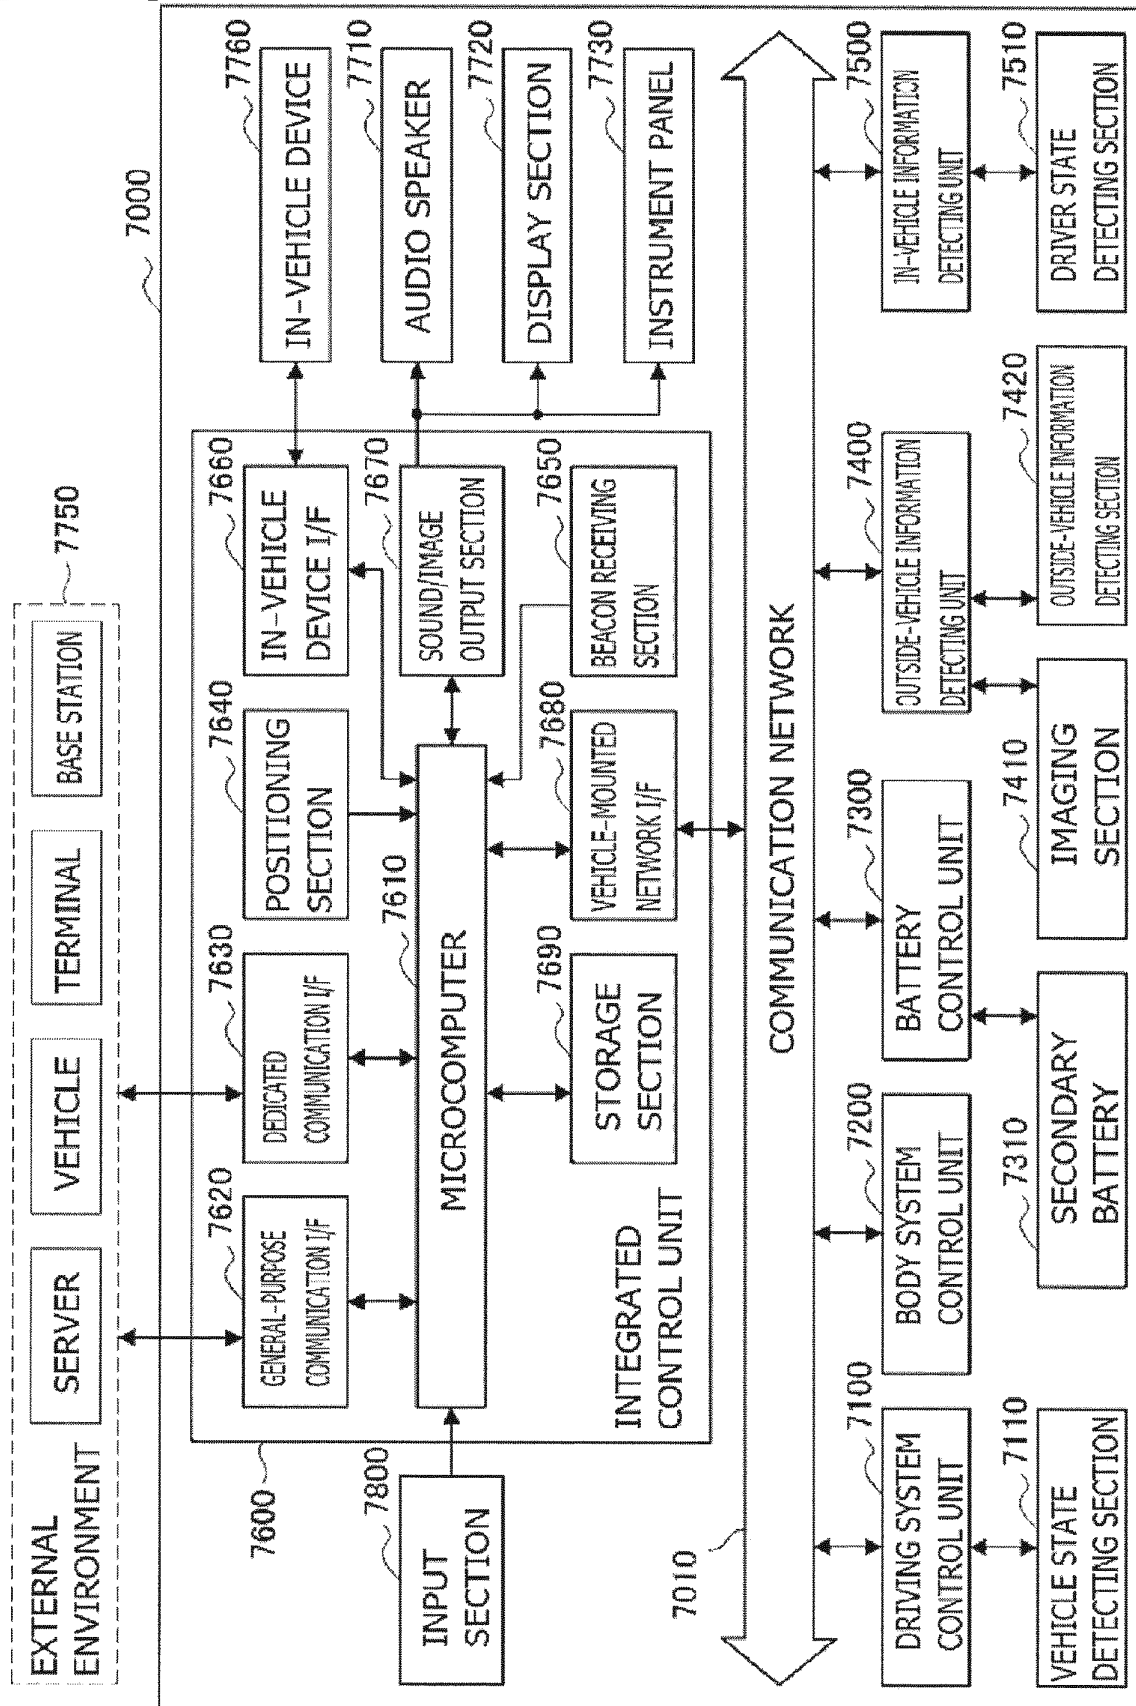 7000
EXTERNAL
ENVIRONMENT
SERVER
VEHICLE
TERMINAL
BASE STATION
7750
7600
7620
GENERAL-PURPOSE
COMMUNICATION I/F
7630
DEDICATED
COMMUNICATION I/F
7640
POSITIONING
SECTION
7660
IN-VEHICLE
DEVICE I/F
7760
IN-VEHICLE DEVICE
7800
INPUT
SECTION
7610
MICROCOMPUTER
7670
SOUND/IMAGE
OUTPUT SECTION
7710
AUDIO SPEAKER
7720
DISPLAY SECTION
7730
INSTRUMENT PANEL
INTEGRATED
CONTROL UNIT
7690
STORAGE
SECTION
7680
VEHICLE-MOUNTED
NETWORK I/F
7650
BEACON RECEIVING
SECTION
7010
COMMUNICATION NETWORK
7100
DRIVING SYSTEM
CONTROL UNIT
7200
BODY SYSTEM
CONTROL UNIT
7300
BATTERY
CONTROL UNIT
7400
OUTSIDE-VEHICLE INFORMATION
DETECTING UNIT
7500
IN-VEHICLE INFORMATION
DETECTING UNIT
7110
VEHICLE STATE
DETECTING SECTION
7310
SECONDARY
BATTERY
7410
IMAGING
SECTION
7420
OUTSIDE-VEHICLE INFORMATION
DETECTING SECTION
7510
DRIVER STATE
DETECTING SECTION